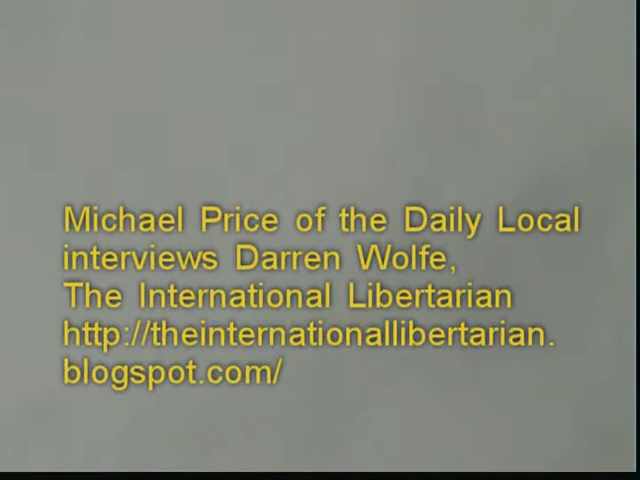 Michael Price of the Daily Local
interviews Darren Wolfe,
The International Libertarian
http://theinternationallibertarian.
blogspot.com/